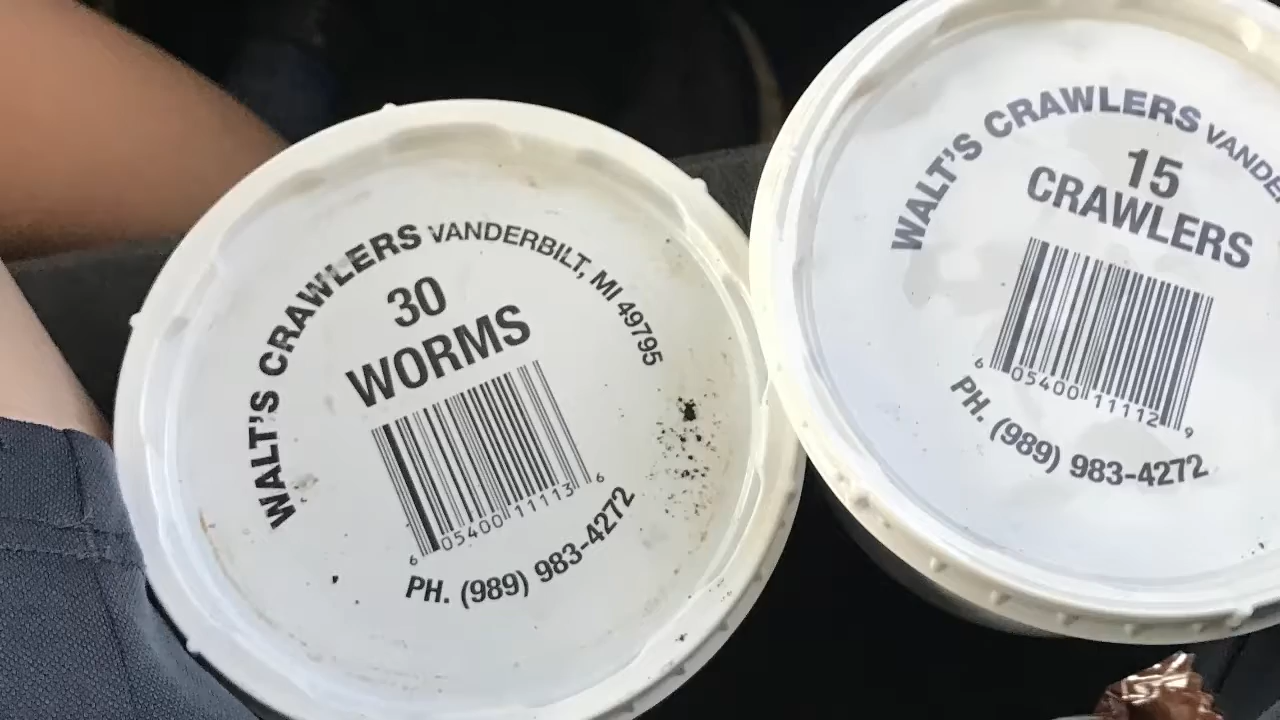 WALT'S CRAWLERS VANDERBILT, MI 49795
30
WORMS
6 05400 11113 6
PH. (989) 983-4272
WALT'S CRAWLERS
15
CRAWLERS
6 05400 11112 9
PH. (989) 983-4272